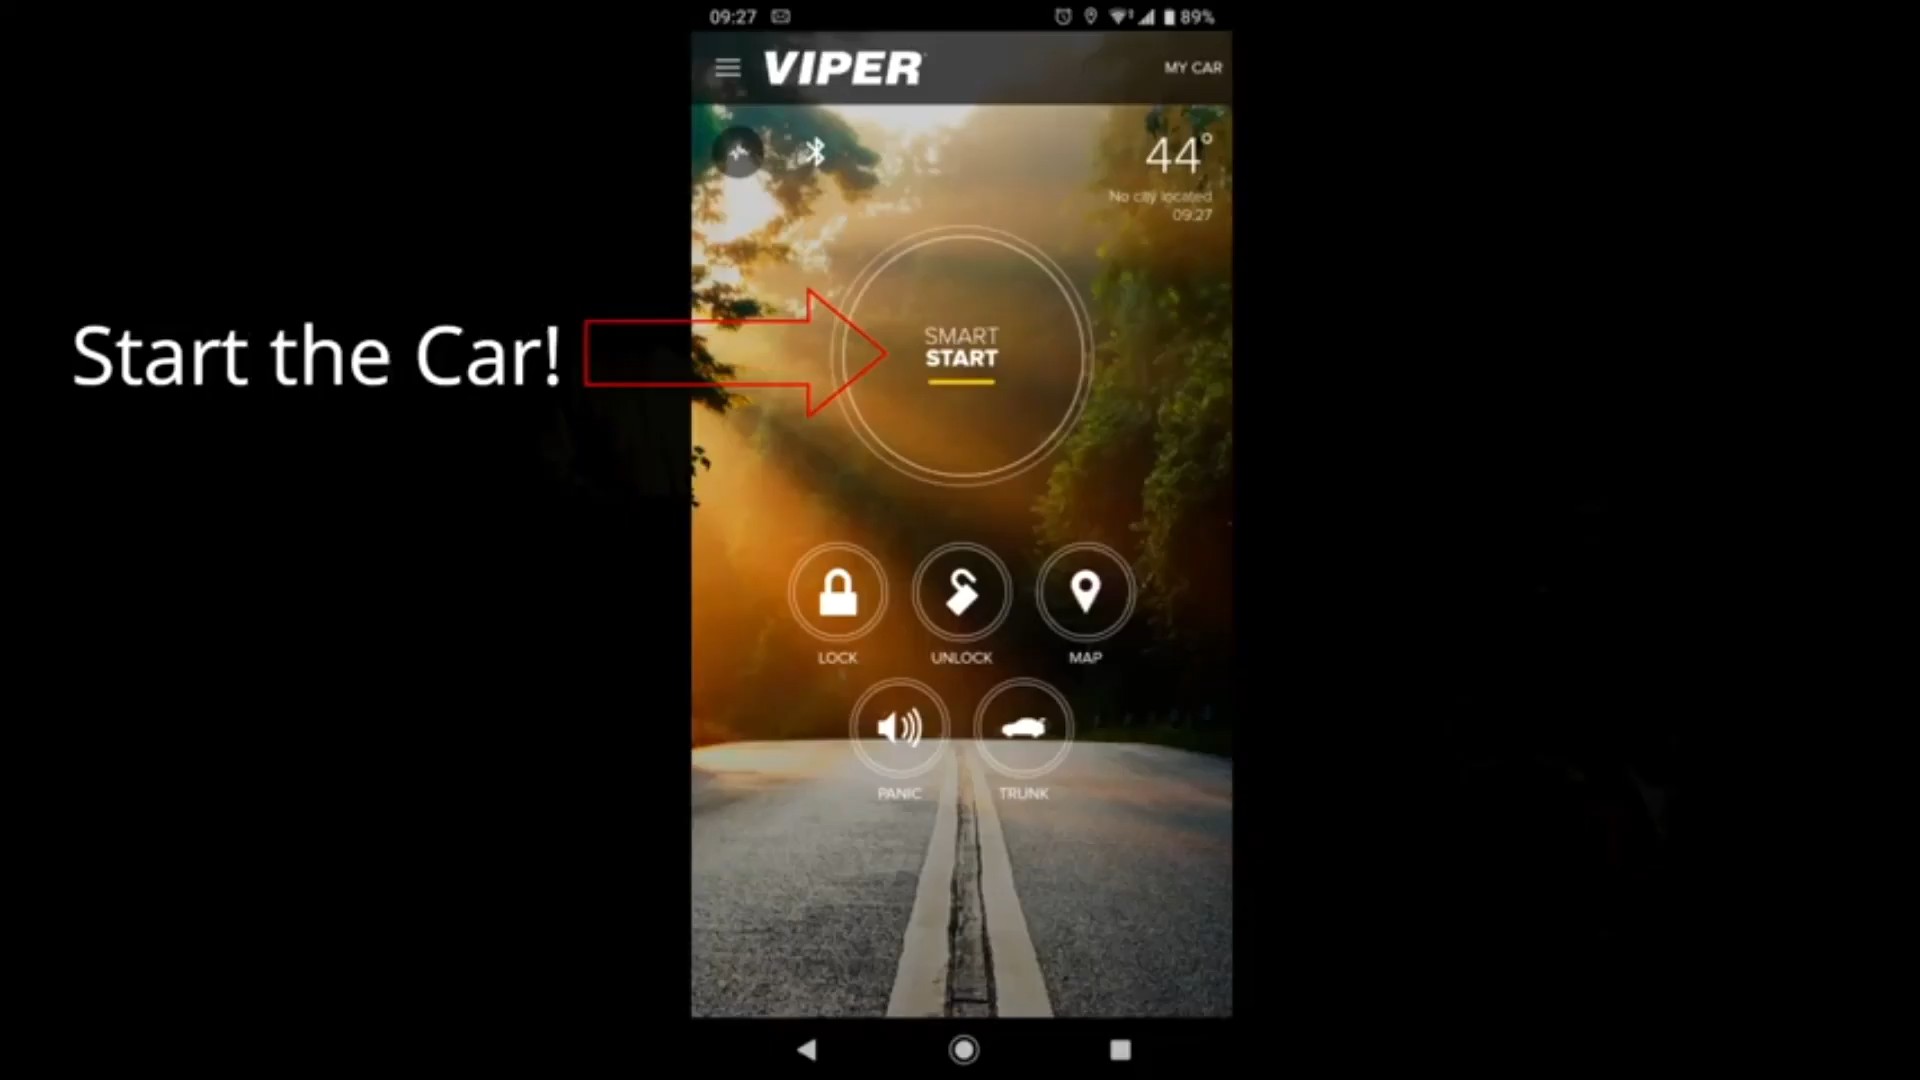 09:27
89%
VIPER
MY CAR
44°
No city located
09:27
Start the Car!
SMART
START
LOCK
UNLOCK
MAP
PANIC
TRUNK